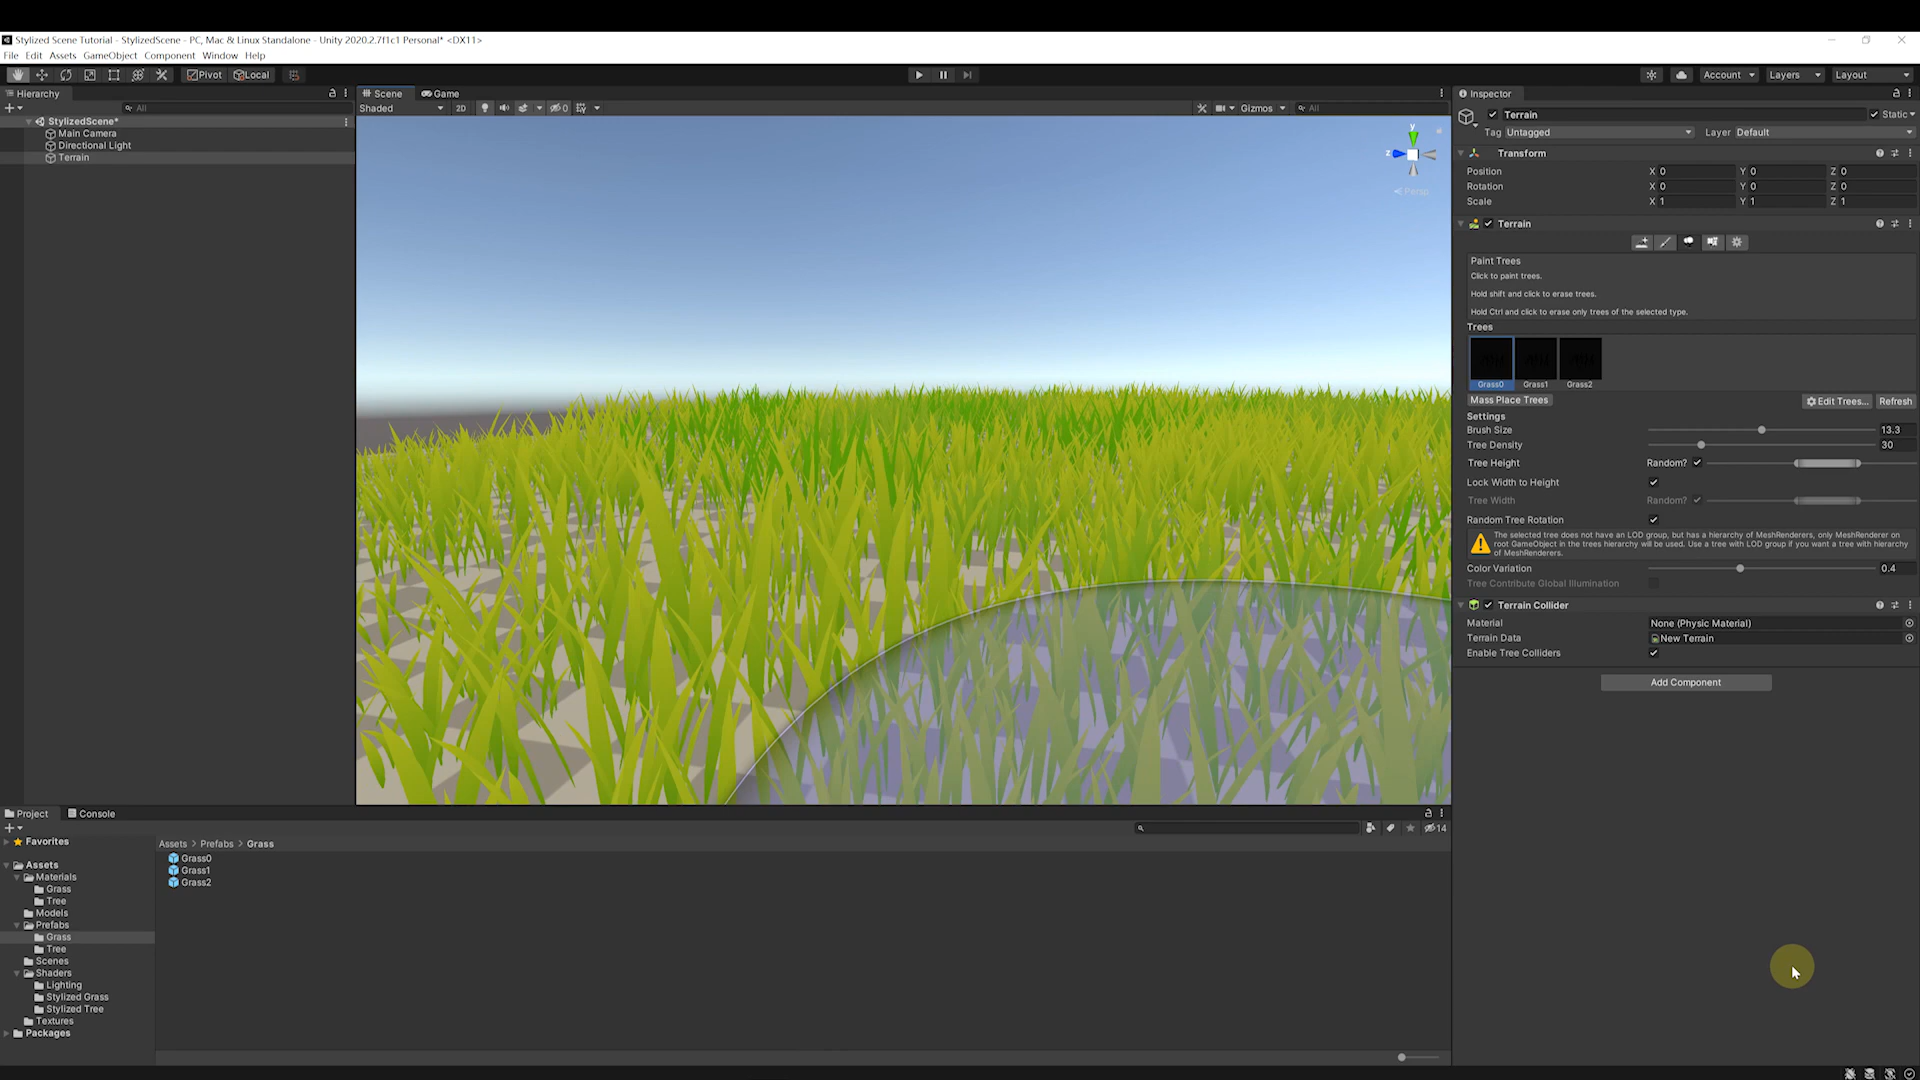 Stylized Scene Tutorial - StylizedScene - PC, Mac & Linux Standalone - Unity 2020.2.7f1c1 Personal* <DX11>
File Edit Assets GameObject Component Window Help
Pivot Local Account Layers Layout
Hierarchy
All
StylizedScene*
Main Camera
Directional Light
Terrain
Scene Game
Shaded 2D 0 Gizmos All
y
z
Persp
Inspector
Terrain Static
Tag Untagged Layer Default
Transform
Position X 0 Y 0 Z 0
Rotation X 0 Y 0 Z 0
Scale X 1 Y 1 Z 1
Terrain
Paint Trees
Click to paint trees.
Hold shift and click to erase trees.
Hold Ctrl and click to erase only trees of the selected type.
Trees
Grass0 Grass1 Grass2
Mass Place Trees Edit Trees... Refresh
Settings
Brush Size 13.3
Tree Density 30
Tree Height Random?
Lock Width to Height
Tree Width Random?
Random Tree Rotation
The selected tree does not have an LOD group, but has a hierarchy of MeshRenderers, only MeshRenderer on
root GameObject in the trees hierarchy will be used. Use a tree with LOD group if you want a tree with hierarchy
of MeshRenderers.
Color Variation 0.4
Tree Contribute Global Illumination
Terrain Collider
Material None (Physic Material)
Terrain Data New Terrain
Enable Tree Colliders
Add Component
Project Console
14
Favorites
Assets
Materials
Grass
Tree
Models
Prefabs
Grass
Tree
Scenes
Shaders
Lighting
Stylized Grass
Stylized Tree
Textures
Packages
Assets > Prefabs > Grass
Grass0
Grass1
Grass2